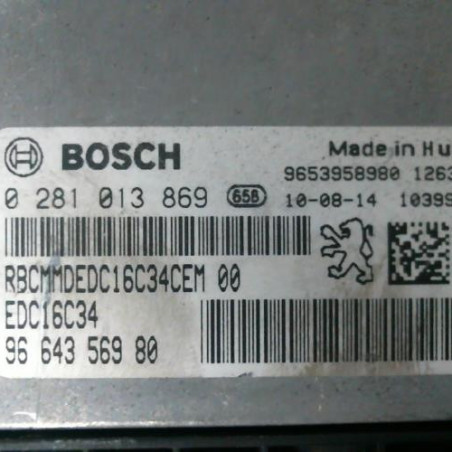 BOSCH
Made in Hu
9653958980 1263
0 281 013 869 658 10-08-14 10399
RBCMMDEDC16C34CEM 00
EDC16C34
96 643 569 80